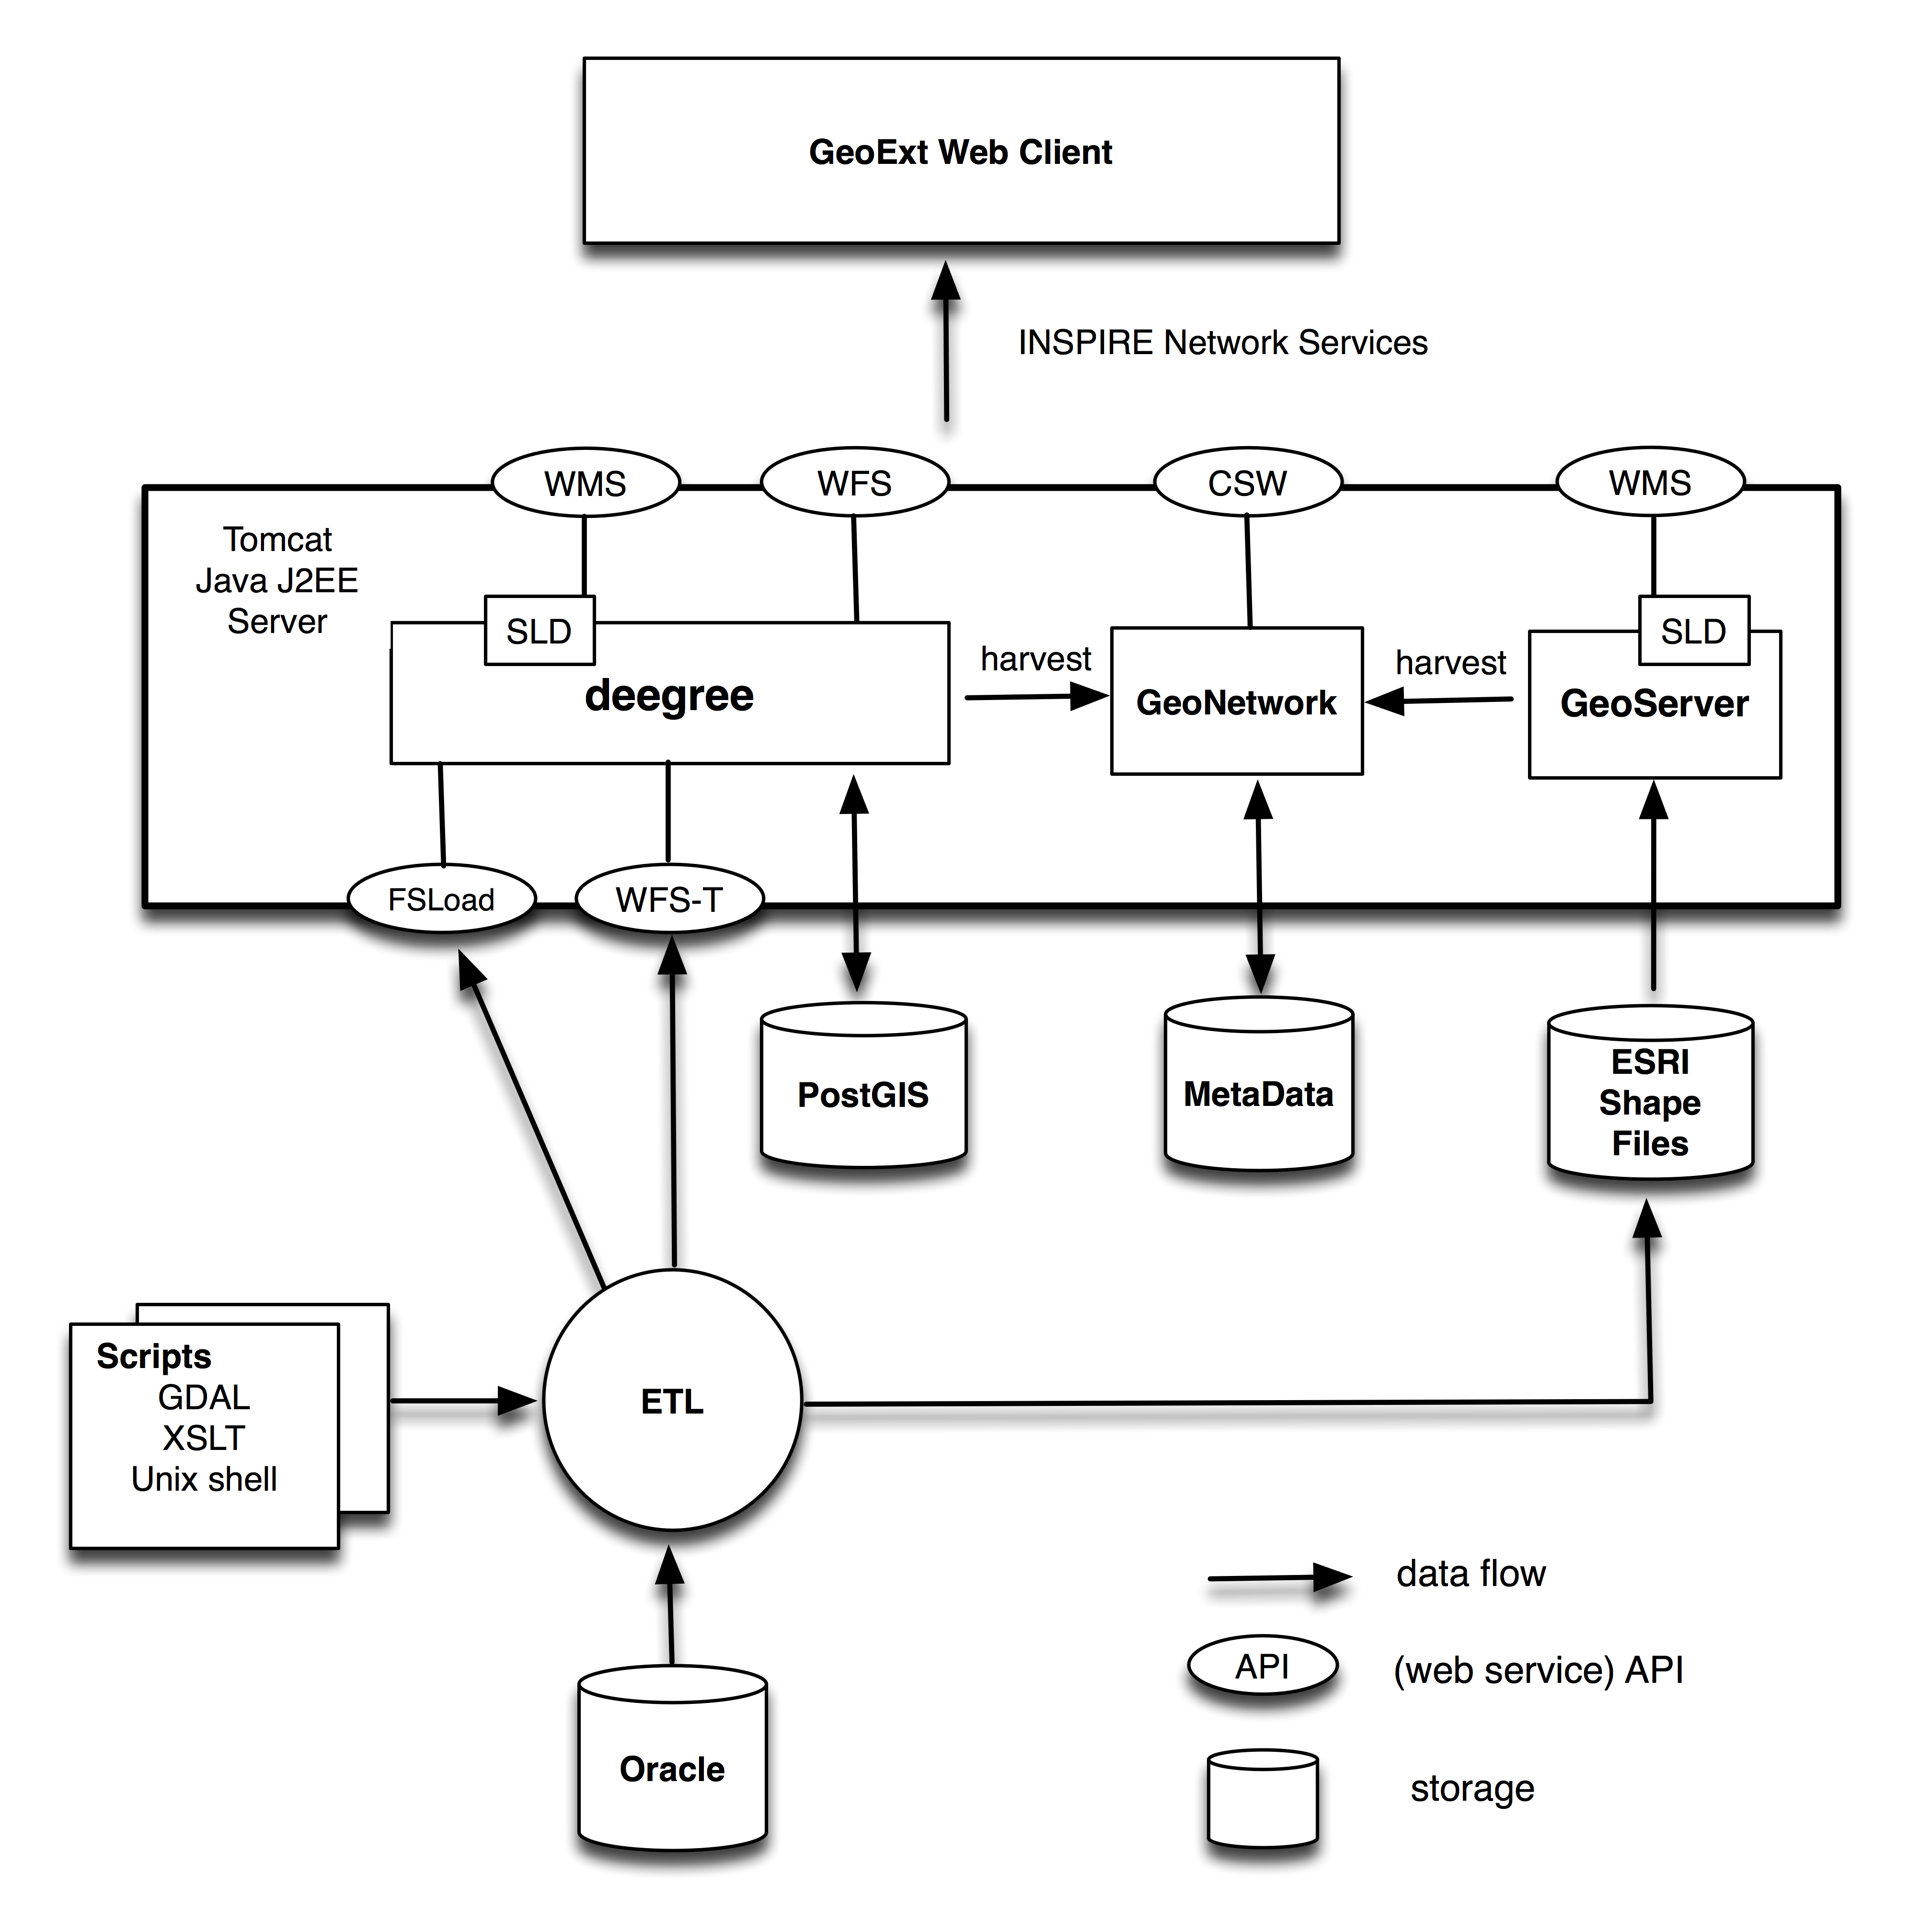 GeoExt Web Client
INSPIRE Network Services
WMS
WFS
CSW
WMS
Tomcat
Java J2EE
Server
SLD
SLD
deegree
harvest
GeoNetwork
harvest
GeoServer
FSLoad
WFS-T
PostGIS
MetaData
ESRI
Shape
Files
Scripts
GDAL
XSLT
Unix shell
ETL
Oracle
data flow
API
(web service) API
storage